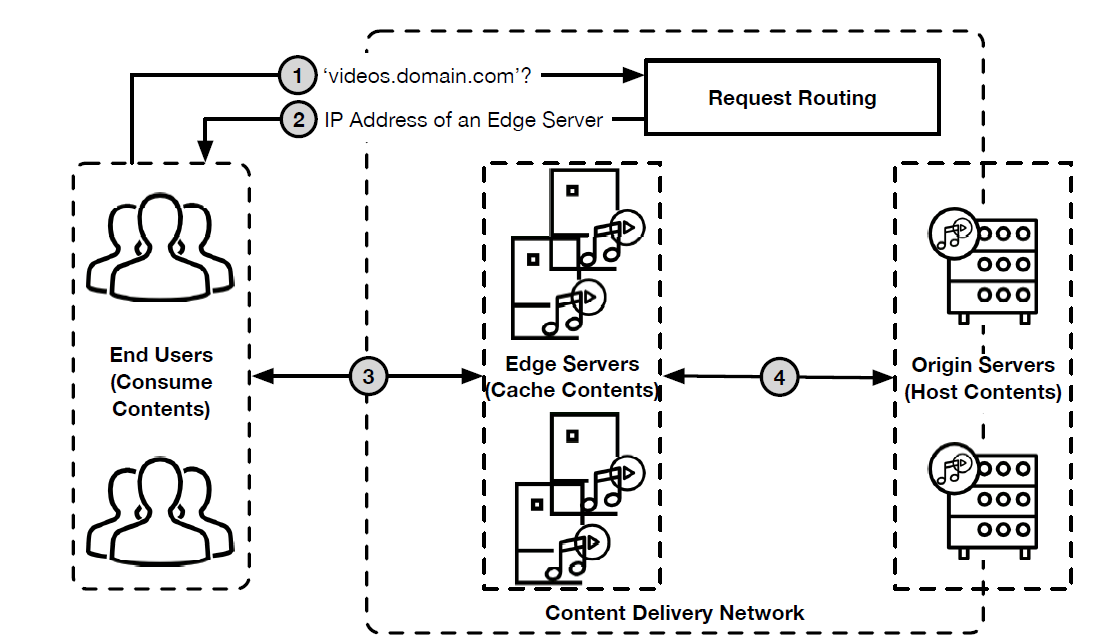 1 ‘videos.domain.com’?
Request Routing
2 IP Address of an Edge Server
End Users
(Consume
Contents)
3
Edge Servers
(Cache Contents)
4
Origin Servers
(Host Contents)
Content Delivery Network